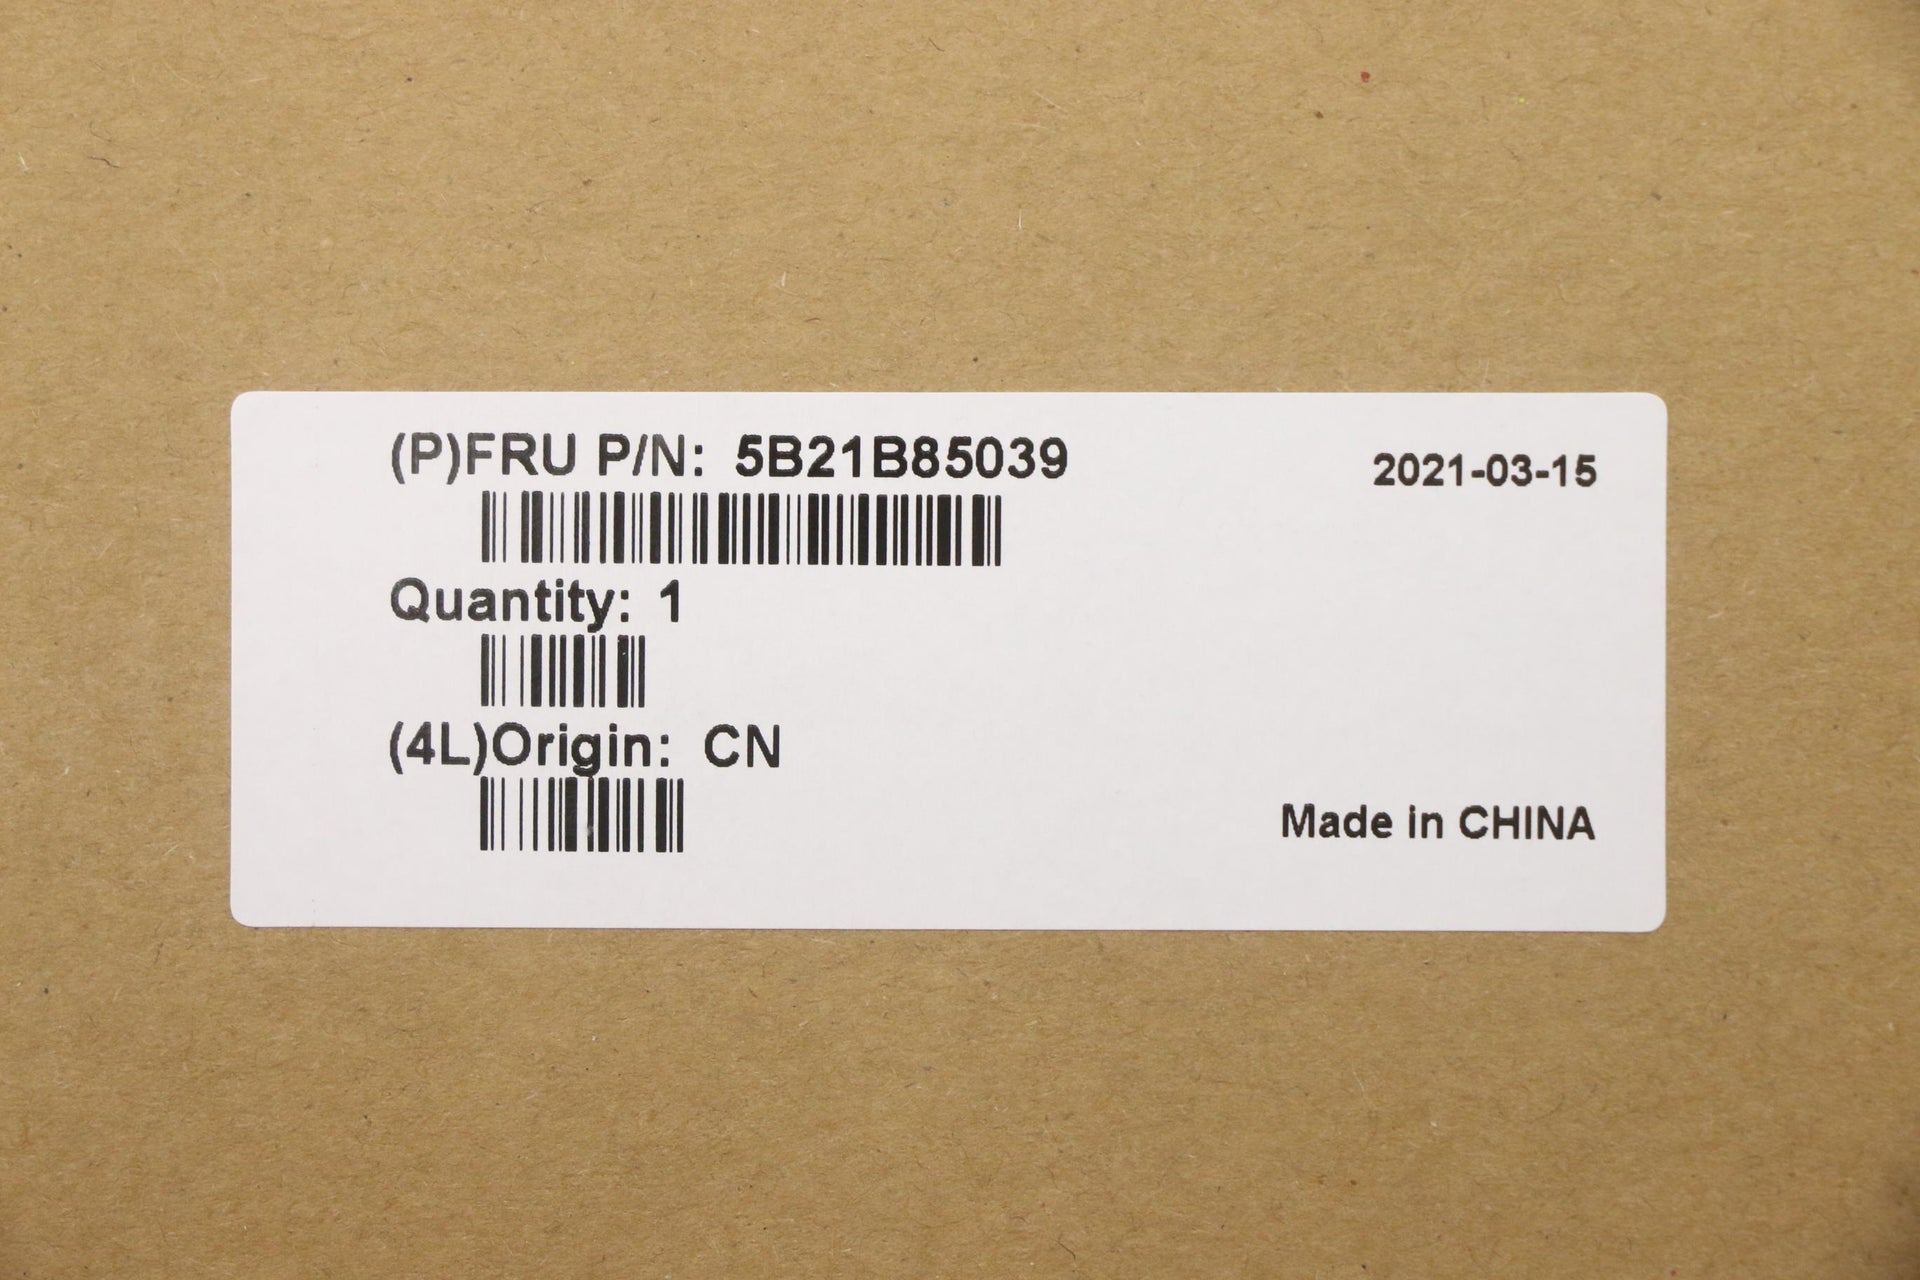 (P)FRU P/N: 5B21B85039
2021-03-15
Quantity: 1
(4L)Origin: CN
Made in CHINA